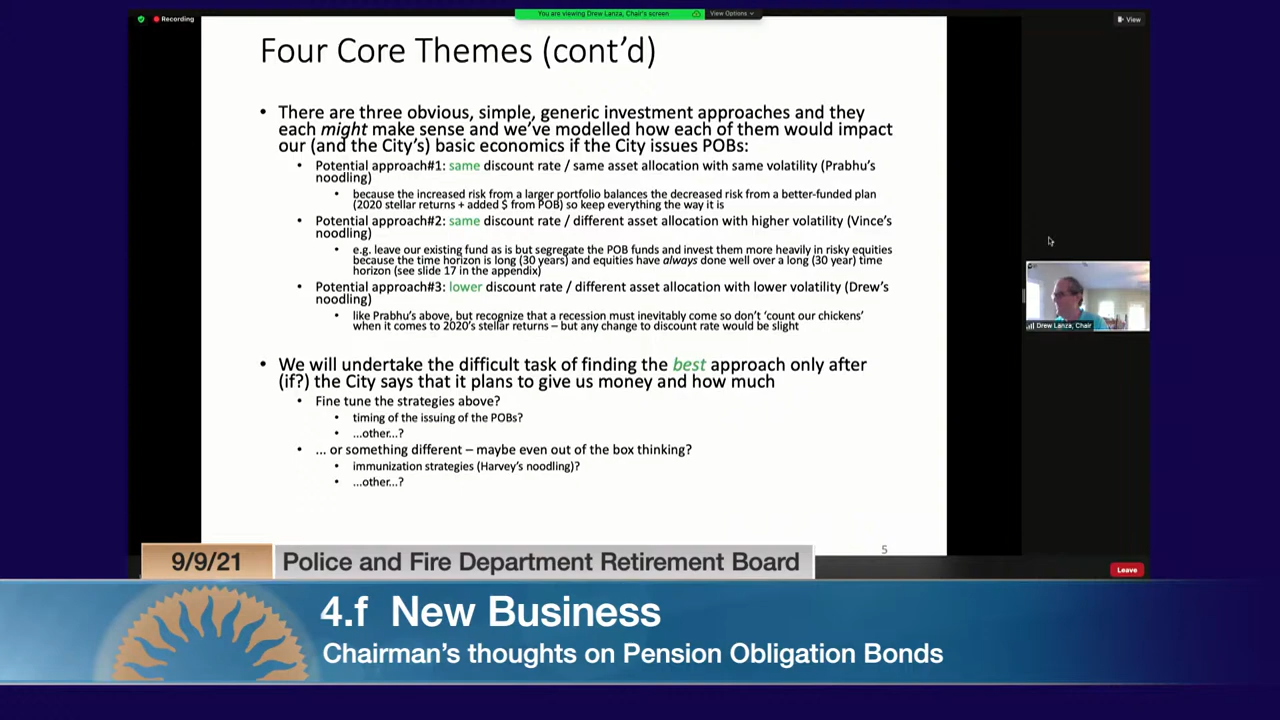 Recording
You are viewing Drew Lanza, Chair's screen
View Options
View
Four Core Themes (cont'd)
• There are three obvious, simple, generic investment approaches and they
each might make sense and we've modelled how each of them would impact
our (and the City's) basic economics if the City issues POBs:
• Potential approach#1: same discount rate / same asset allocation with same volatility (Prabhu's
noodling)
• because the increased risk from a larger portfolio balances the decreased risk from a better-funded plan
(2020 stellar returns + added $ from POB) so keep everything the way it is
• Potential approach#2: same discount rate / different asset allocation with higher volatility (Vince's
noodling)
• e.g. leave our existing fund as is but segregate the POB funds and invest them more heavily in risky equities
because the time horizon is long (30 years) and equities have always done well over a long (30 year) time
horizon (see slide 17 in the appendix)
• Potential approach#3: lower discount rate / different asset allocation with lower volatility (Drew's
noodling)
• like Prabhu's above, but recognize that a recession must inevitably come so don't 'count our chickens'
when it comes to 2020's stellar returns – but any change to discount rate would be slight
• We will undertake the difficult task of finding the best approach only after
(if?) the City says that it plans to give us money and how much
• Fine tune the strategies above?
• timing of the issuing of the POBs?
• ...other...?
• ... or something different – maybe even out of the box thinking?
• immunization strategies (Harvey's noodling)?
• ...other...?
5
Drew Lanza, Chair
Leave
9/9/21
Police and Fire Department Retirement Board
4.f New Business
Chairman's thoughts on Pension Obligation Bonds